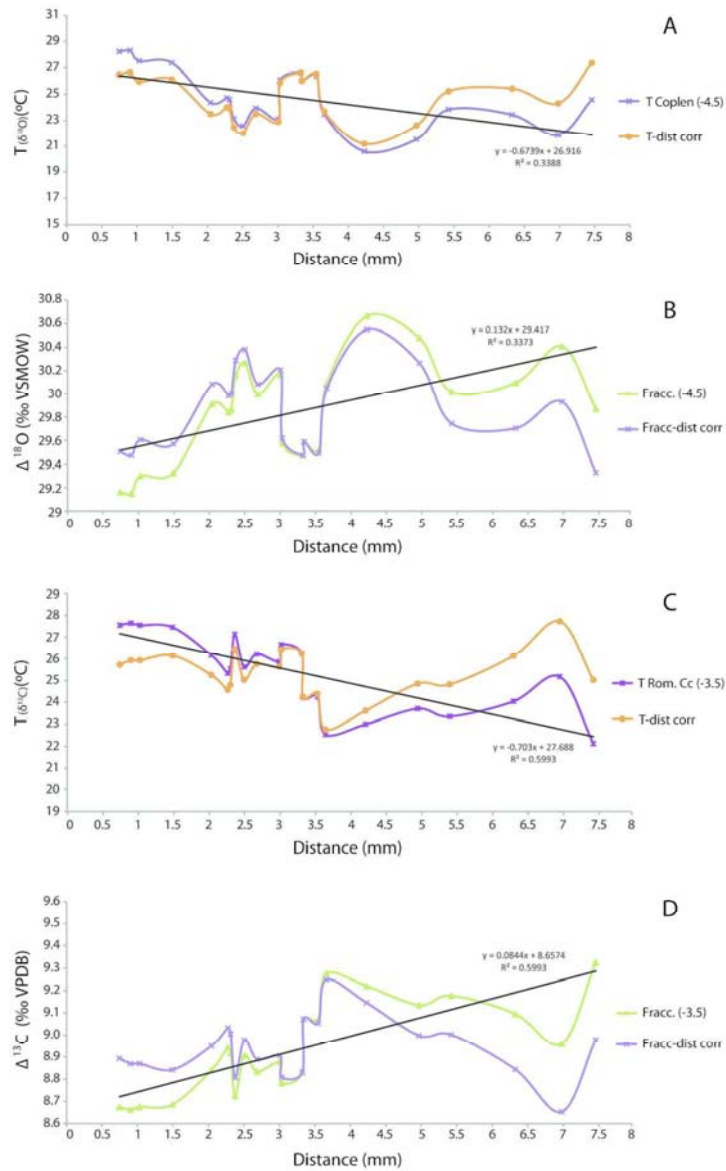 A
31
29
27
25
23
21
19
17
15
T (δ¹⁸O) (ºC)
y = -0.6739x + 26.916
R² = 0.3388
T Coplen (-4.5)
T-dist corr
0 0.5 1 1.5 2 2.5 3 3.5 4 4.5 5 5.5 6 6.5 7 7.5 8
Distance (mm)
B
30.8
30.6
30.4
30.2
30
29.8
29.6
29.4
29.2
29
Δ¹⁸O (‰ VSMOW)
y = 0.132x + 29.417
R² = 0.3373
Fracc. (-4.5)
Fracc-dist corr
0 0.5 1 1.5 2 2.5 3 3.5 4 4.5 5 5.5 6 6.5 7 7.5 8
Distance (mm)
C
29
28
27
26
25
24
23
22
21
20
19
T (δ¹³C) (ºC)
y = -0.703x + 27.688
R² = 0.5993
T Rom. Cc (-3.5)
T-dist corr
0 0.5 1 1.5 2 2.5 3 3.5 4 4.5 5 5.5 6 6.5 7 7.5 8
Distance (mm)
D
9.6
9.5
9.4
9.3
9.2
9.1
9.0
8.9
8.8
8.7
8.6
Δ¹³C (‰ VPDB)
y = 0.0844x + 8.6574
R² = 0.5993
Fracc. (-3.5)
Fracc-dist corr
0 0.5 1 1.5 2 2.5 3 3.5 4 4.5 5 5.5 6 6.5 7 7.5 8
Distance (mm)